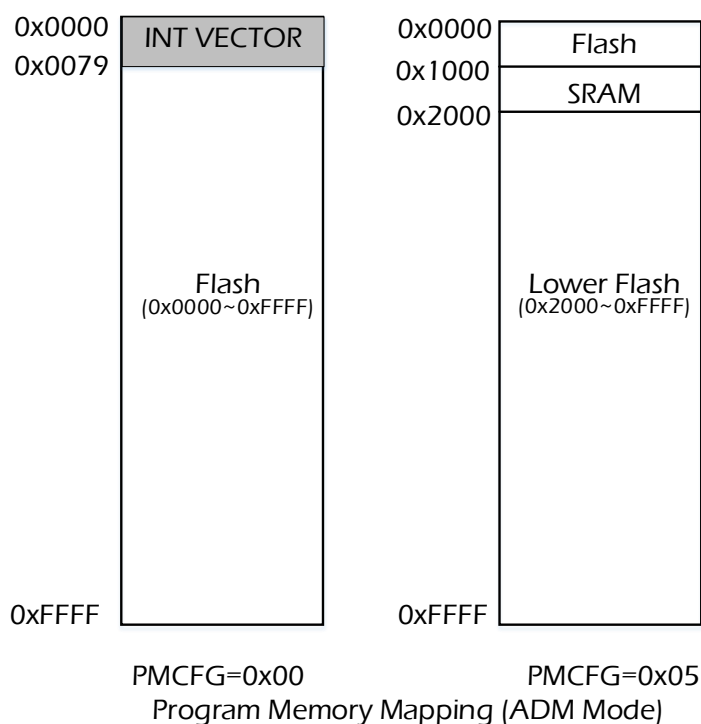 0x0000
INT VECTOR
0x0079
Flash
(0x0000~0xFFFF)
0xFFFF
PMCFG=0x00
0x0000
Flash
0x1000
SRAM
0x2000
Lower Flash
(0x2000~0xFFFF)
0xFFFF
PMCFG=0x05
Program Memory Mapping (ADM Mode)